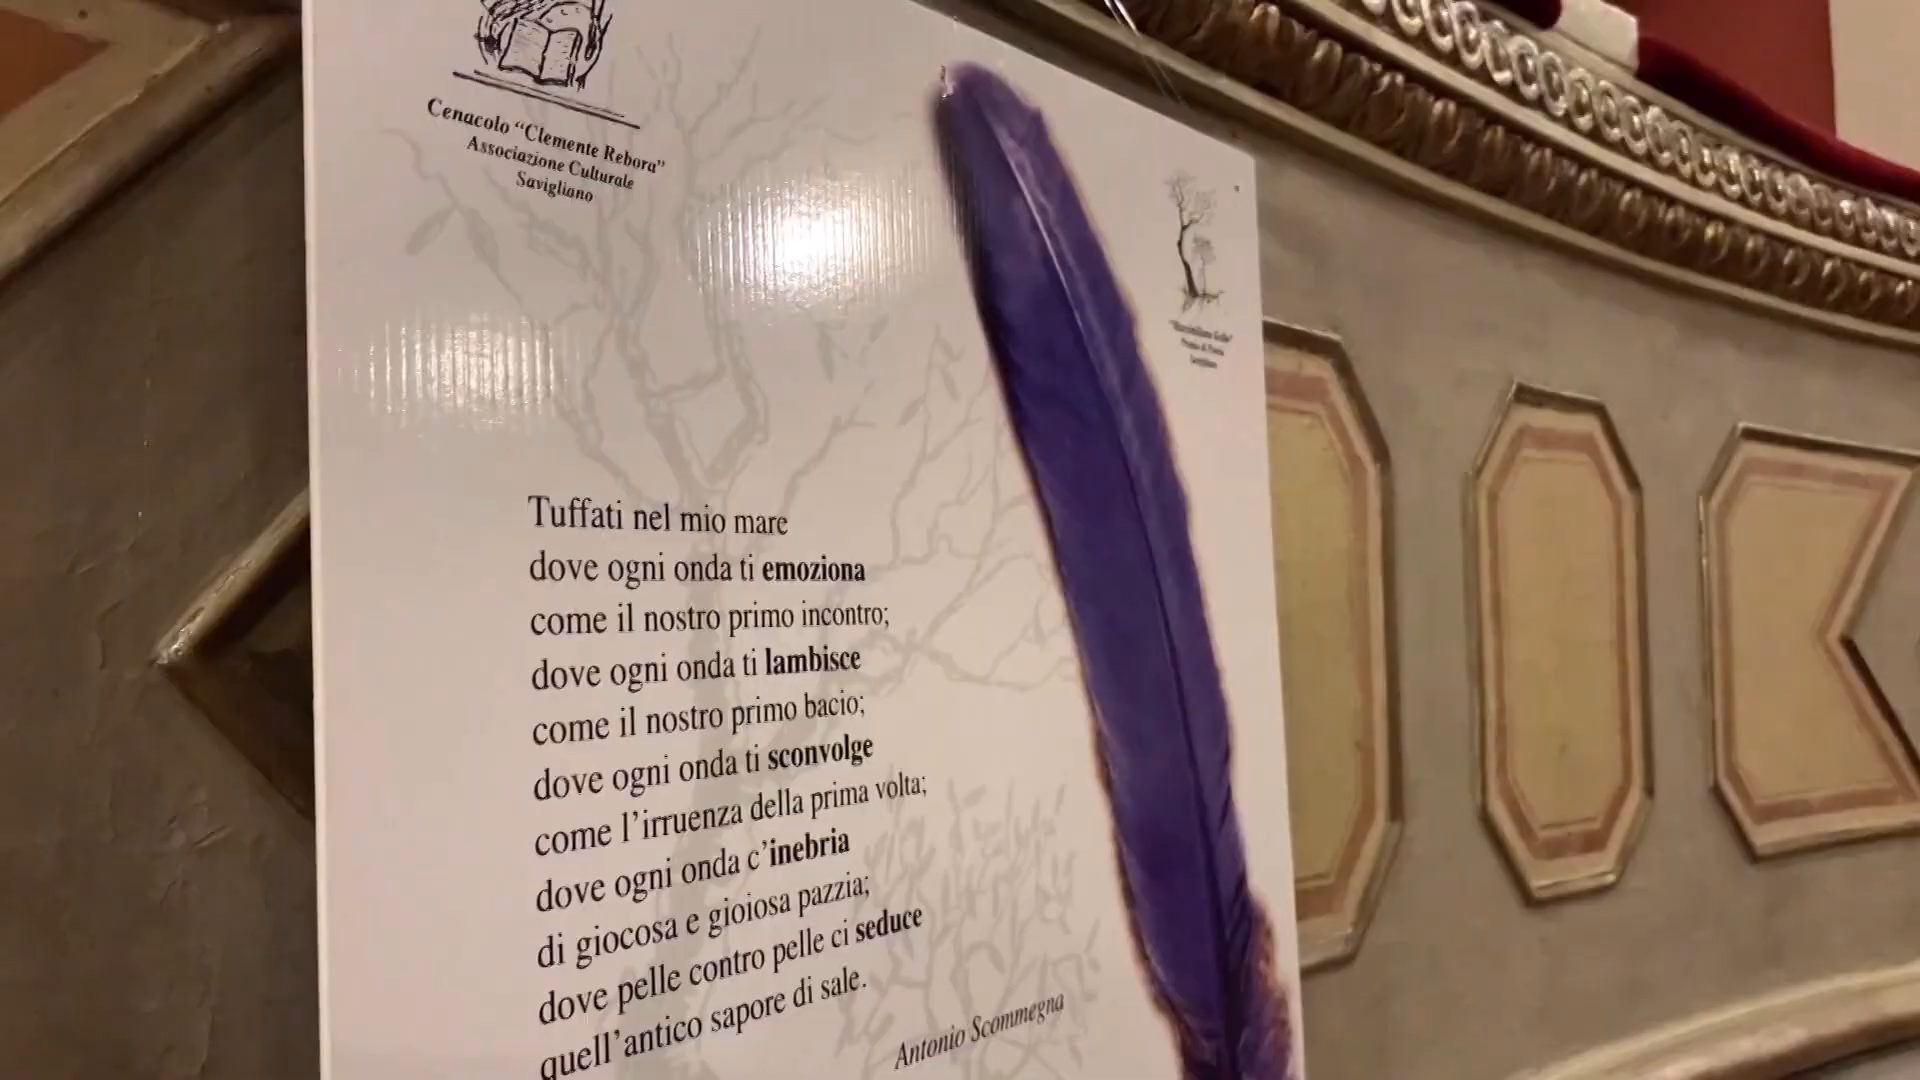 Cenacolo “Clemente Rebora”
Associazione Culturale
Savigliano
Tuffati nel mio mare
dove ogni onda ti emoziona
come il nostro primo incontro;
dove ogni onda ti lambisce
come il nostro primo bacio;
dove ogni onda ti sconvolge
come l’irruenza della prima volta;
dove ogni onda c’inebria
di giocosa e gioiosa pazzia;
dove pelle contro pelle ci seduce
quell’antico sapore di sale.
Antonio Scommegna